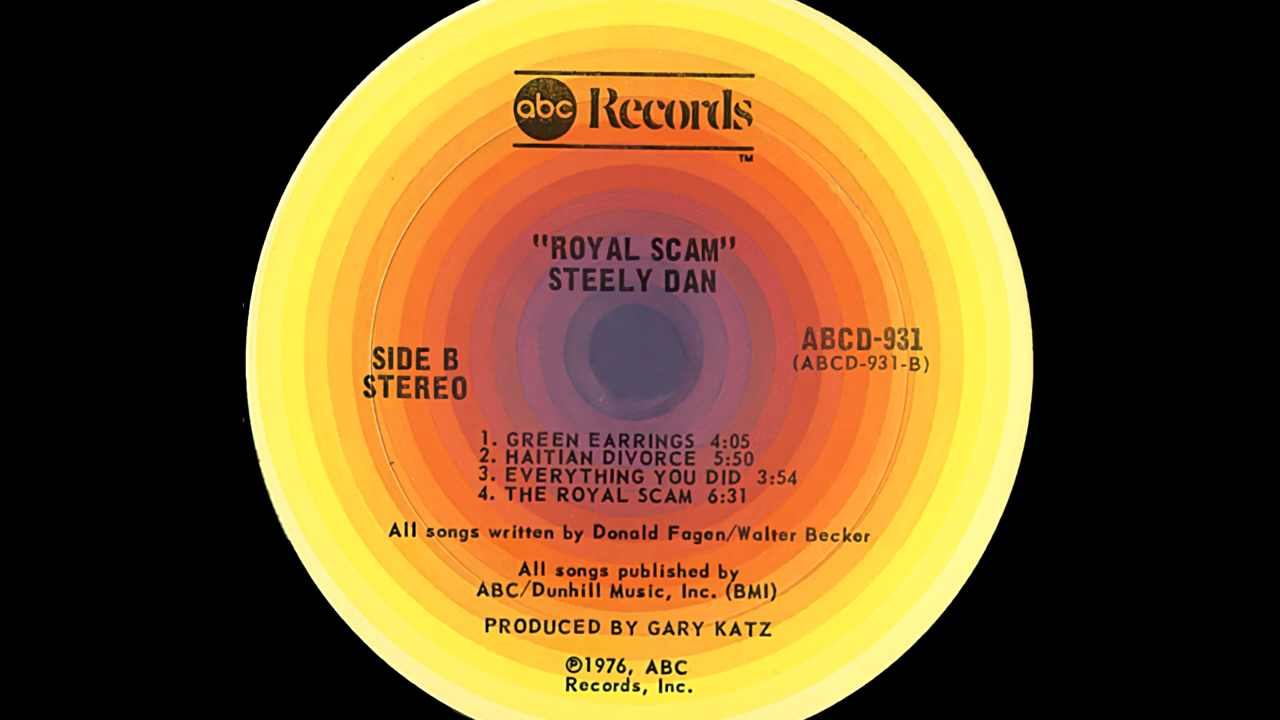 abc Records
TM
"ROYAL SCAM"
STEELY DAN
ABCD-931
(ABCD-931-B)
SIDE B
STEREO
1. GREEN EARRINGS 4:05
2. HAITIAN DIVORCE 5:50
3. EVERYTHING YOU DID 3:54
4. THE ROYAL SCAM 6:31
All songs written by Donald Fagen/Walter Becker
All songs published by
ABC/Dunhill Music, Inc. (BMI)
PRODUCED BY GARY KATZ
℗1976, ABC
Records, Inc.